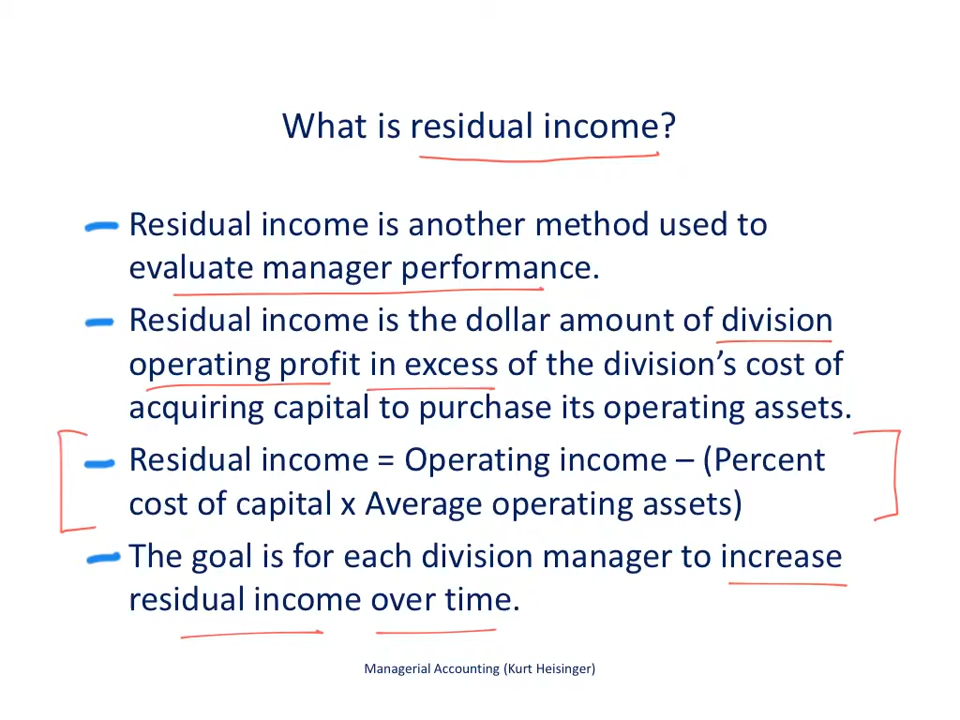 What is residual income?
Residual income is another method used to
evaluate manager performance.
Residual income is the dollar amount of division
operating profit in excess of the division’s cost of
acquiring capital to purchase its operating assets.
Residual income = Operating income – (Percent
cost of capital x Average operating assets)
The goal is for each division manager to increase
residual income over time.
Managerial Accounting (Kurt Heisinger)